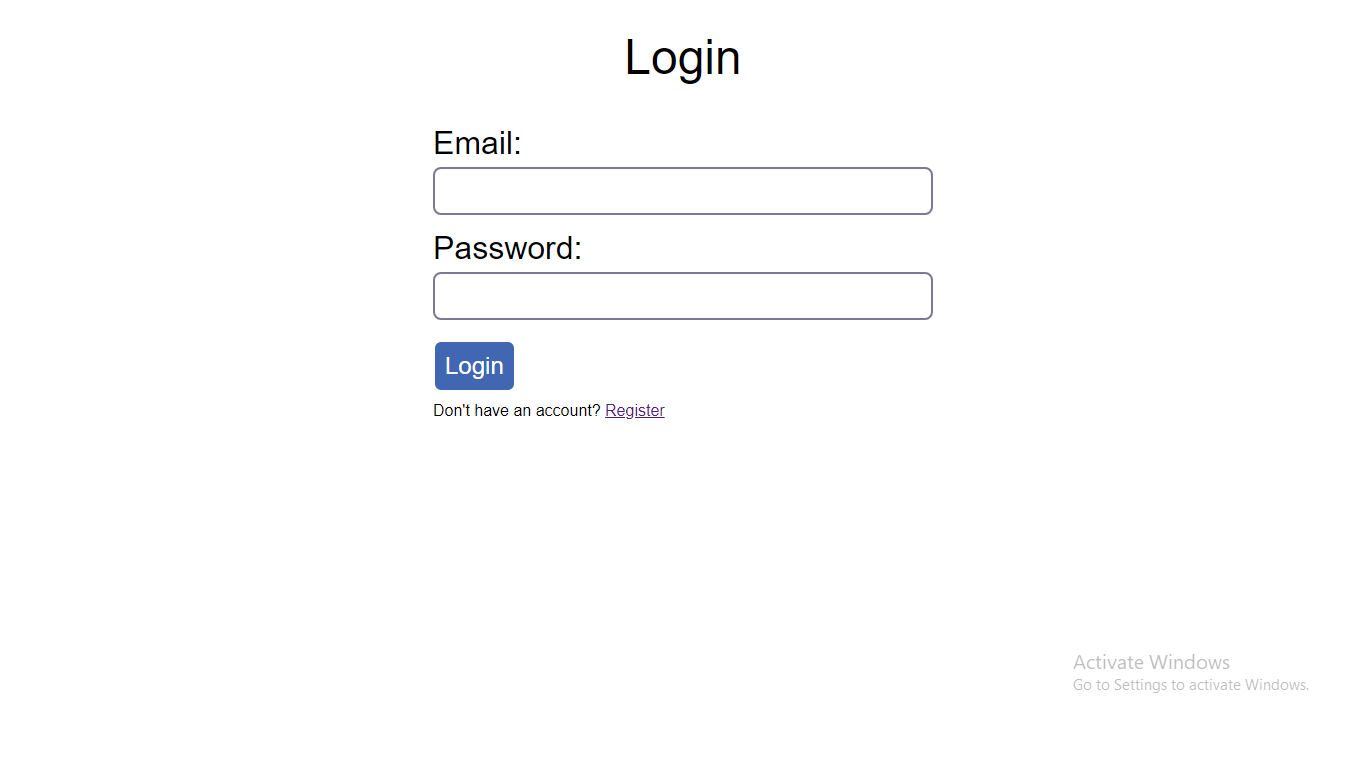 Login
Email:
Password:
Login
Don't have an account? Register
Activate Windows
Go to Settings to activate Windows.